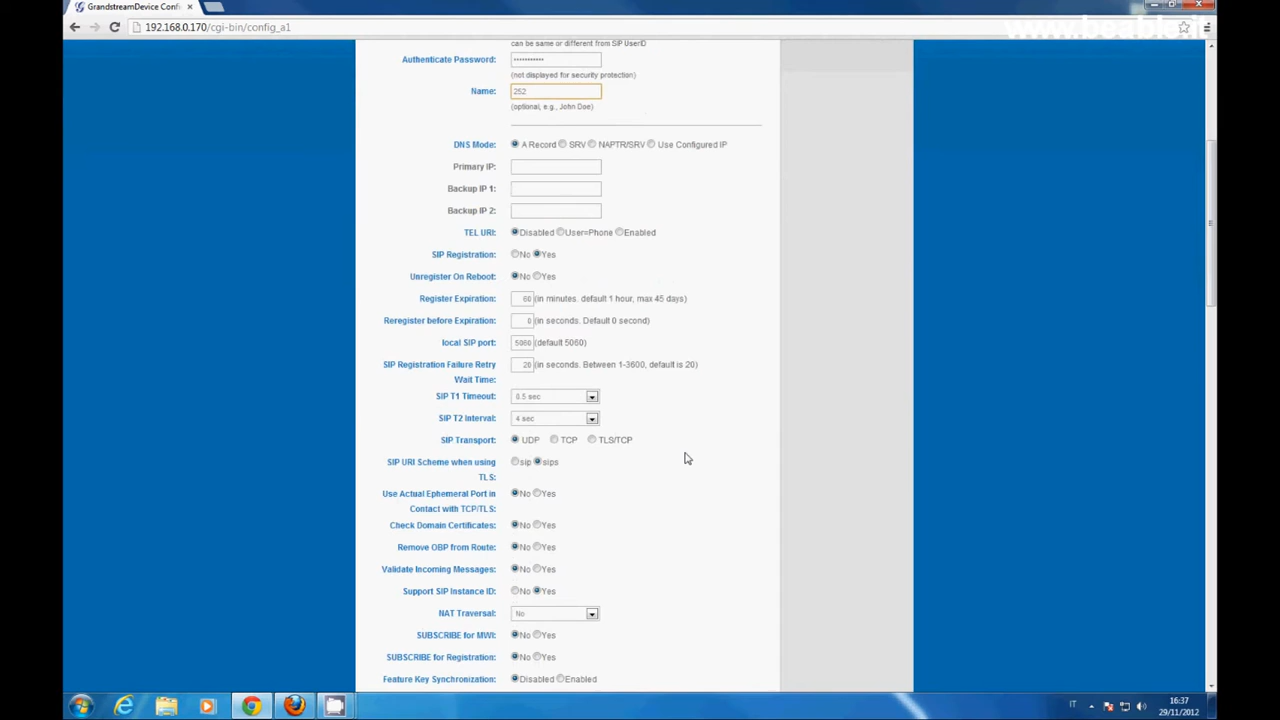 GrandstreamDevice Confi
192.168.0.170/cgi-bin/config_a1
can be same or different from SIP UserID
Authenticate Password: ***********
(not displayed for security protection)
Name: 252
(optional, e.g., John Doe)
DNS Mode: A Record SRV NAPTR/SRV Use Configured IP
Primary IP:
Backup IP 1:
Backup IP 2:
TEL URI: Disabled User=Phone Enabled
SIP Registration: No Yes
Unregister On Reboot: No Yes
Register Expiration: 60 (in minutes. default 1 hour, max 45 days)
Reregister before Expiration: 0 (in seconds. Default 0 second)
local SIP port: 5060 (default 5060)
SIP Registration Failure Retry
Wait Time: 20 (in seconds. Between 1-3600, default is 20)
SIP T1 Timeout: 0.5 sec
SIP T2 Interval: 4 sec
SIP Transport: UDP TCP TLS/TCP
SIP URI Scheme when using
TLS: sip sips
Use Actual Ephemeral Port in
Contact with TCP/TLS: No Yes
Check Domain Certificates: No Yes
Remove OBP from Route: No Yes
Validate Incoming Messages: No Yes
Support SIP Instance ID: No Yes
NAT Traversal: No
SUBSCRIBE for MWI: No Yes
SUBSCRIBE for Registration: No Yes
Feature Key Synchronization: Disabled Enabled
IT
16:37
29/11/2012